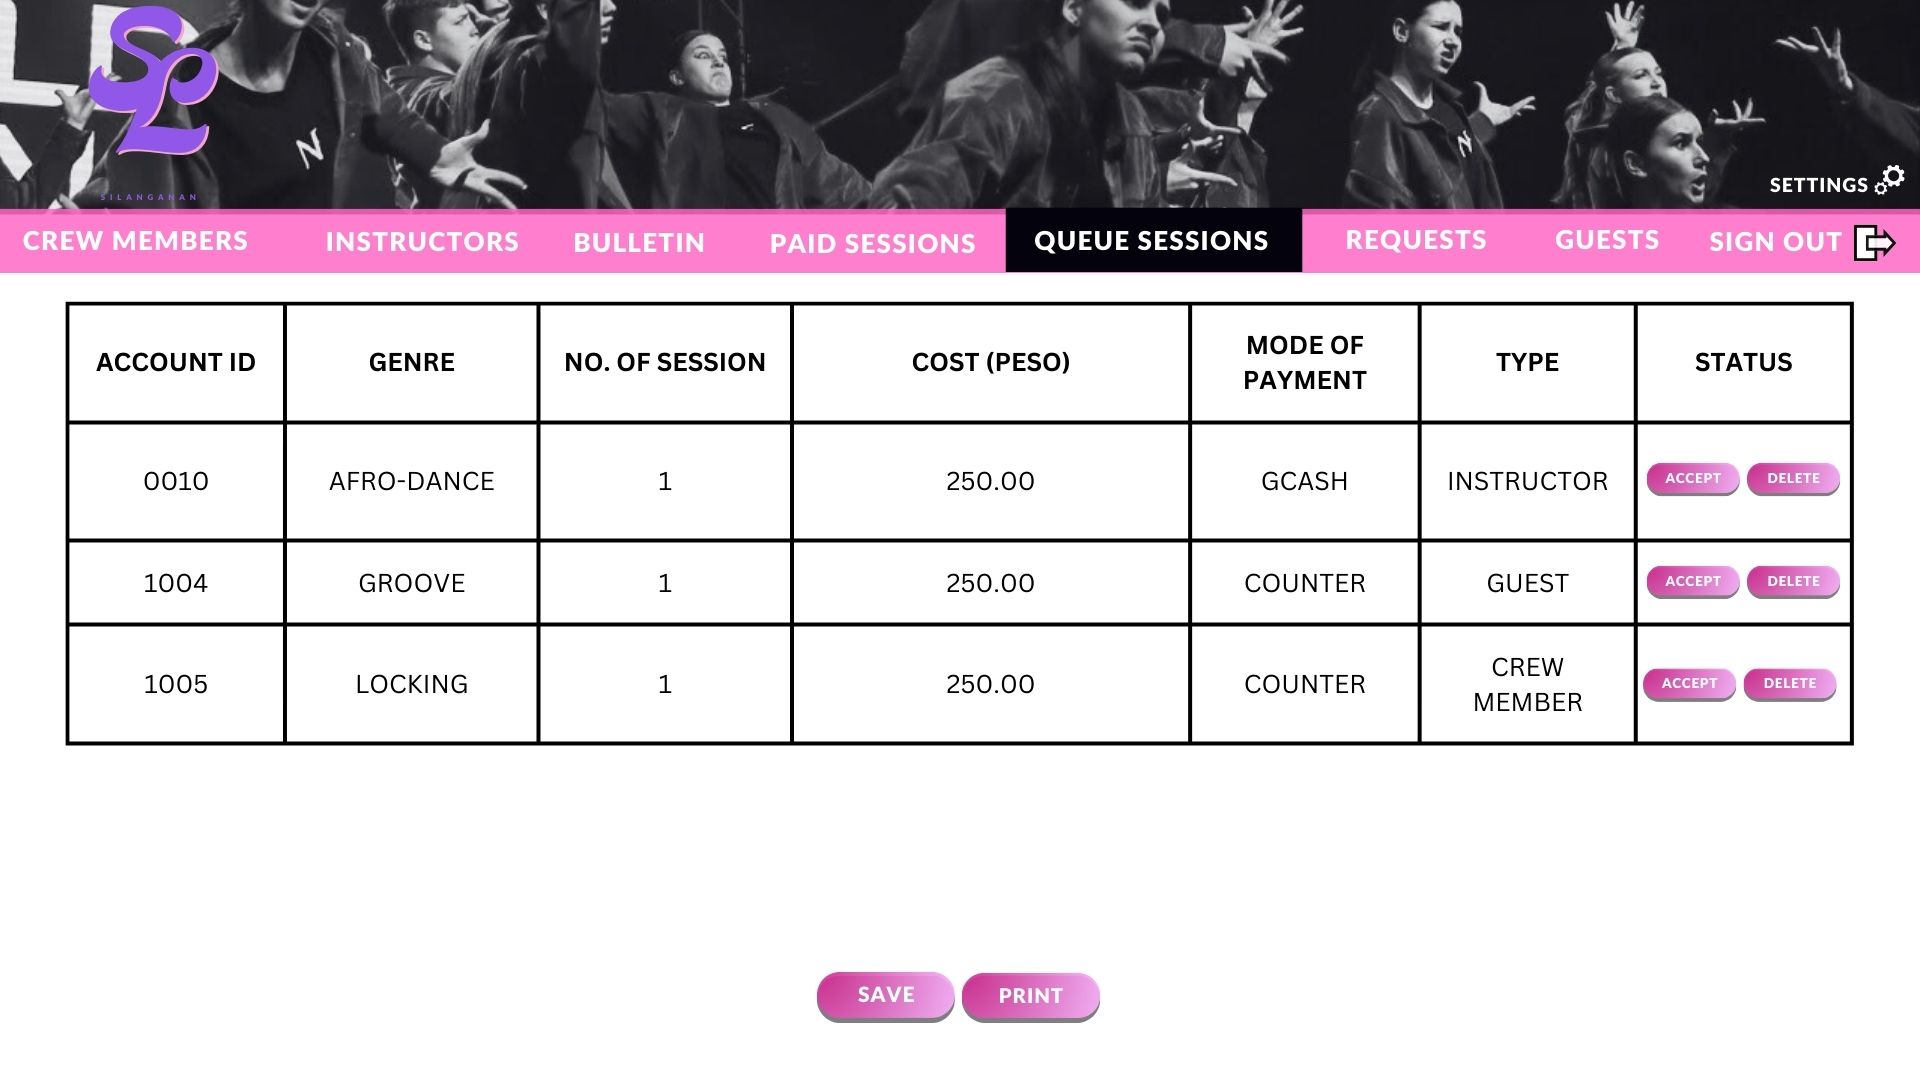 SL
SILANGANAN
N
N
SETTINGS
CREW MEMBERS INSTRUCTORS BULLETIN PAID SESSIONS QUEUE SESSIONS REQUESTS GUESTS SIGN OUT
ACCOUNT ID GENRE NO. OF SESSION COST (PESO) MODE OF PAYMENT TYPE STATUS
0010 AFRO-DANCE 1 250.00 GCASH INSTRUCTOR ACCEPT DELETE
1004 GROOVE 1 250.00 COUNTER GUEST ACCEPT DELETE
1005 LOCKING 1 250.00 COUNTER CREW MEMBER ACCEPT DELETE
SAVE PRINT